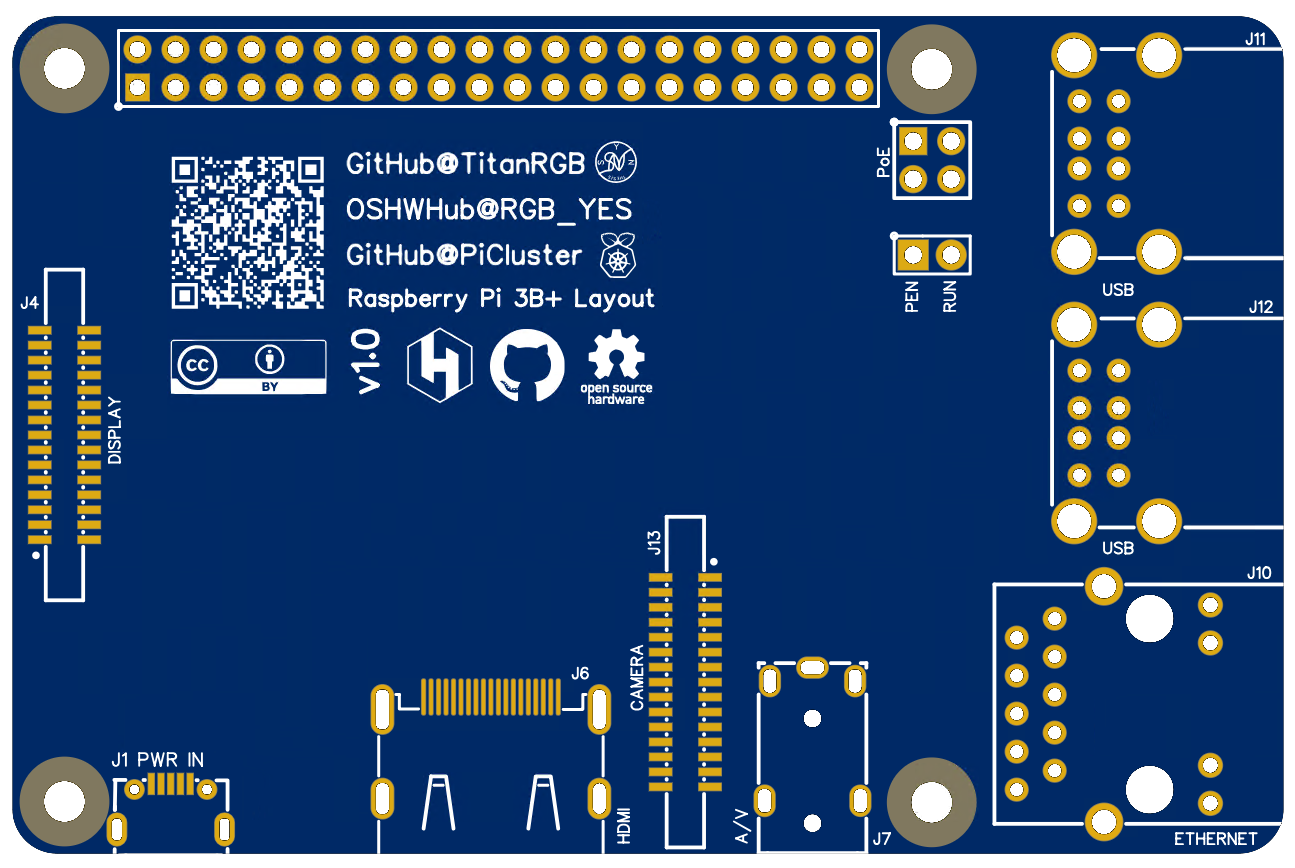 J11
GitHub@TitanRGB
PoE
OSHWHub@RGB_YES
GitHub@PiCluster
Raspberry Pi 3B+ Layout
PEN
RUN
USB
J4
J12
cc
BY
v1.0
open source
hardware
DISPLAY
J13
USB
J10
CAMERA
J6
J1 PWR IN
HDMI
A/V
J7
ETHERNET